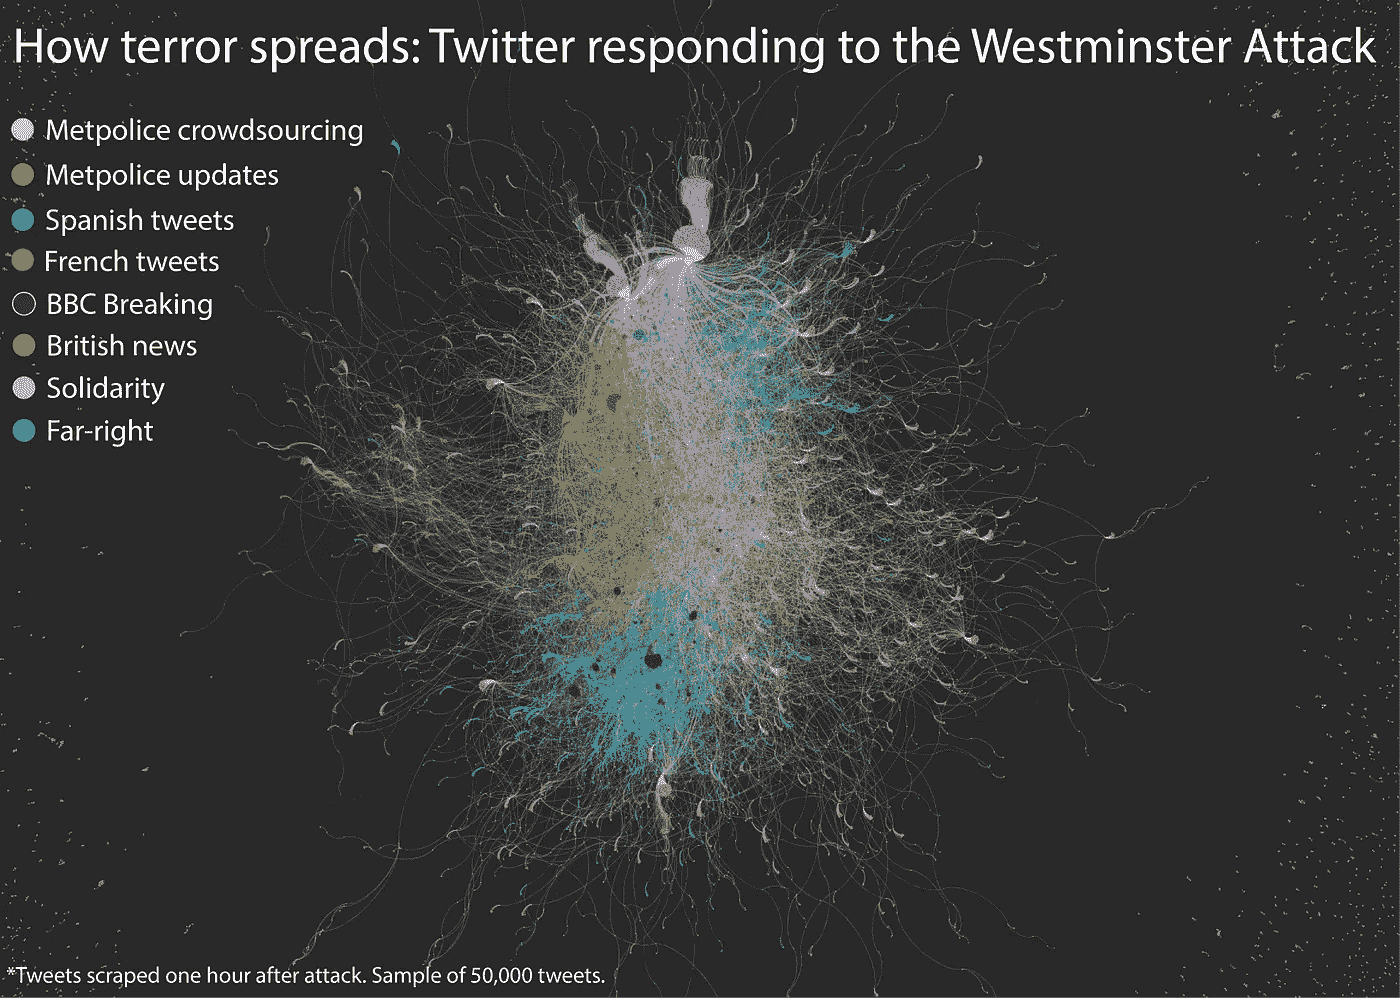 How terror spreads: Twitter responding to the Westminster Attack
Metpolice crowdsourcing
Metpolice updates
Spanish tweets
French tweets
BBC Breaking
British news
Solidarity
Far-right
*Tweets scraped one hour after attack. Sample of 50,000 tweets.